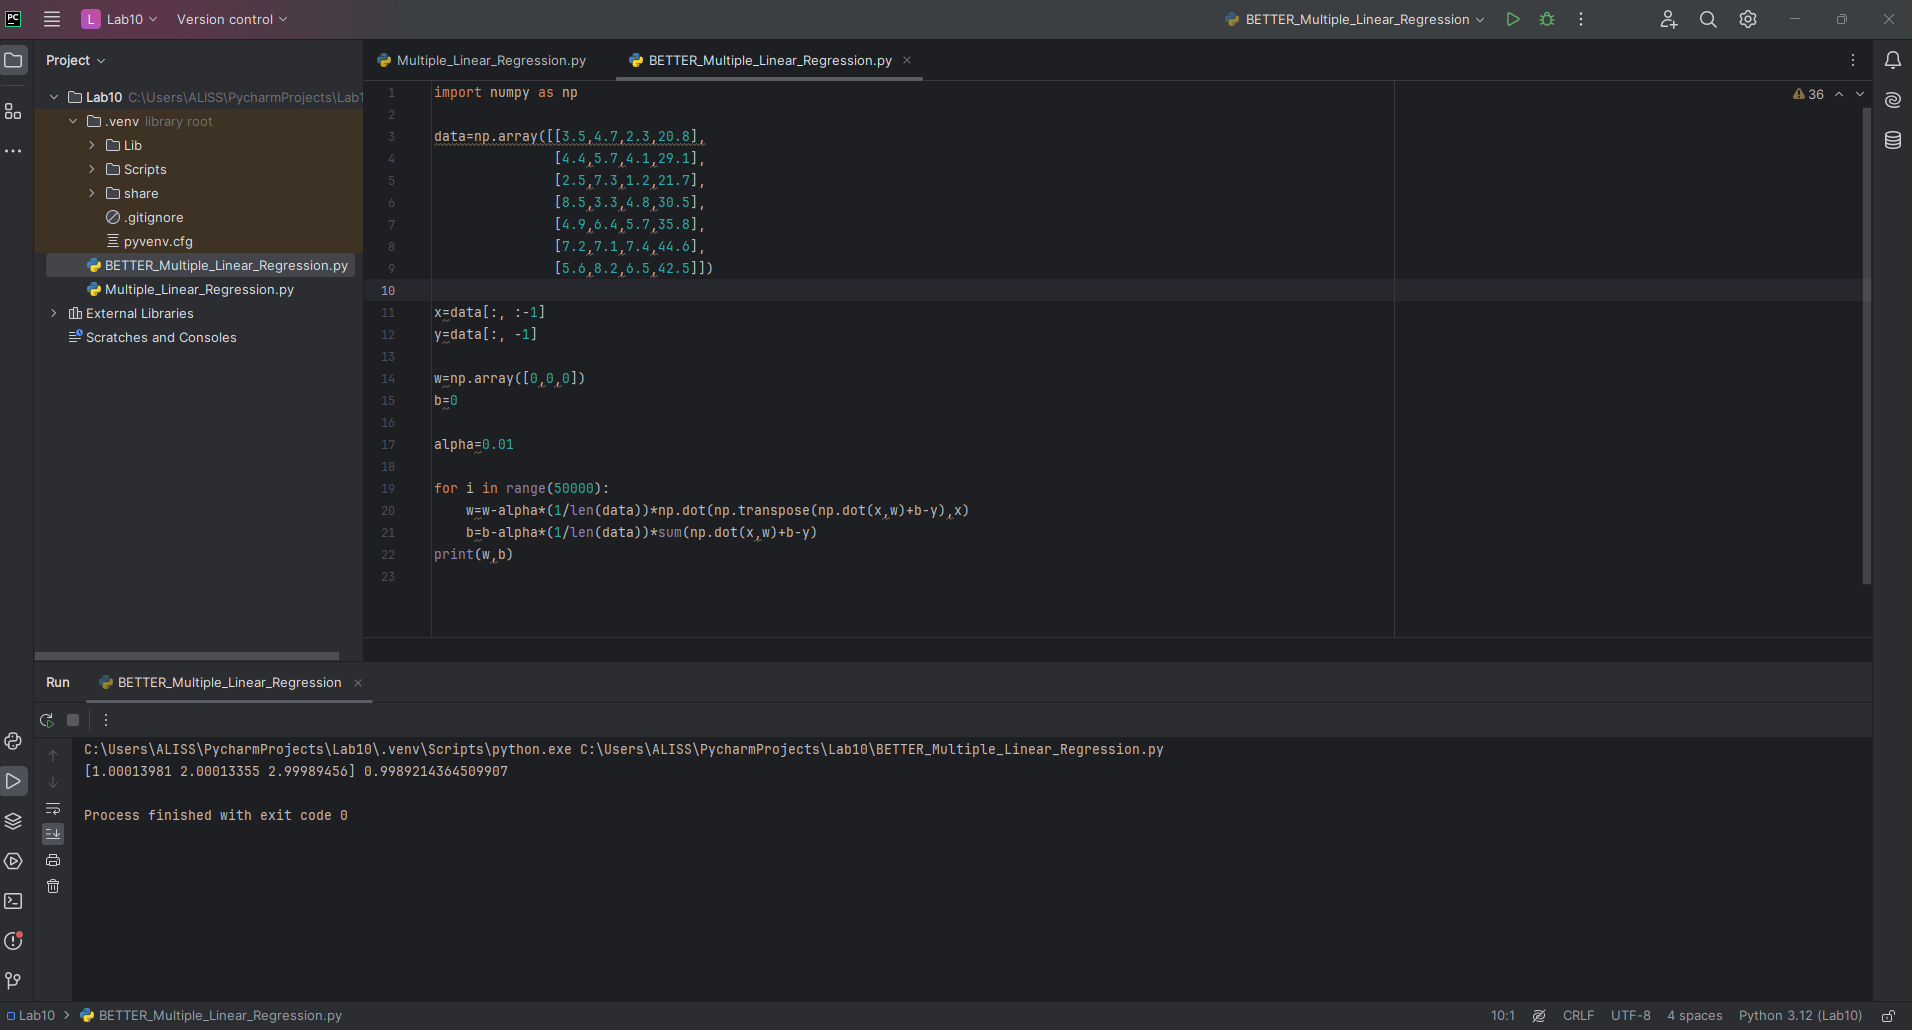 PC
L Lab10 Version control BETTER_Multiple_Linear_Regression
Project
Multiple_Linear_Regression.py BETTER_Multiple_Linear_Regression.py
Lab10 C:\Users\ALISS\PycharmProjects\Lab1
.venv library root
Lib
Scripts
share
.gitignore
pyvenv.cfg
BETTER_Multiple_Linear_Regression.py
Multiple_Linear_Regression.py
External Libraries
Scratches and Consoles
36
1 import numpy as np
2
3 data=np.array([[3.5,4.7,2.3,20.8],
4 [4.4,5.7,4.1,29.1],
5 [2.5,7.3,1.2,21.7],
6 [8.5,3.3,4.8,30.5],
7 [4.9,6.4,5.7,35.8],
8 [7.2,7.1,7.4,44.6],
9 [5.6,8.2,6.5,42.5]])
10
11 x=data[:, :-1]
12 y=data[:, -1]
13
14 w=np.array([0,0,0])
15 b=0
16
17 alpha=0.01
18
19 for i in range(50000):
20 w=w-alpha*(1/len(data))*np.dot(np.transpose(np.dot(x,w)+b-y),x)
21 b=b-alpha*(1/len(data))*sum(np.dot(x,w)+b-y)
22 print(w,b)
23
Run BETTER_Multiple_Linear_Regression
C:\Users\ALISS\PycharmProjects\Lab10\.venv\Scripts\python.exe C:\Users\ALISS\PycharmProjects\Lab10\BETTER_Multiple_Linear_Regression.py
[1.00013981 2.00013355 2.99989456] 0.9989214364509907
Process finished with exit code 0
Lab10 BETTER_Multiple_Linear_Regression.py 10:1 CRLF UTF-8 4 spaces Python 3.12 (Lab10)